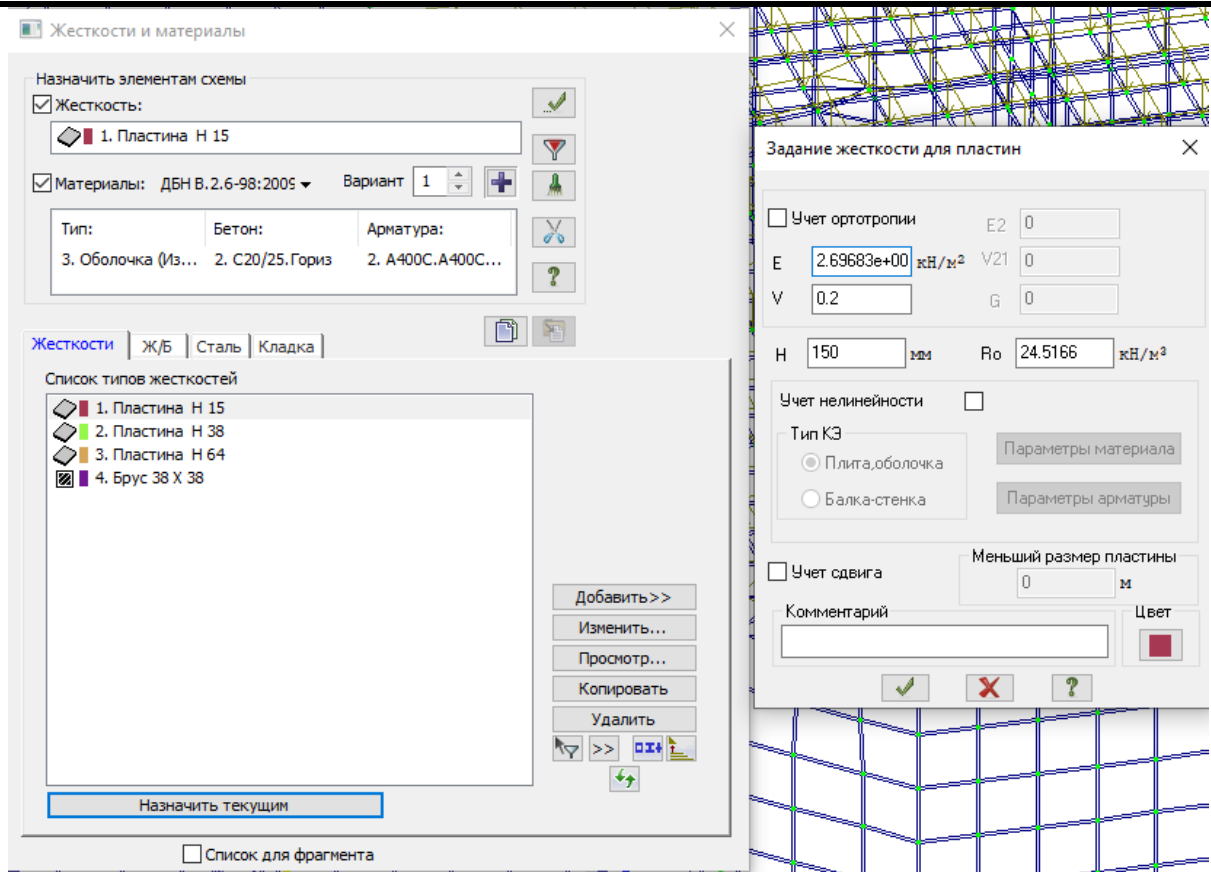 Жесткости и материалы
Назначить элементам схемы
Жесткость:
1. Пластина H 15
Материалы: ДБН В.2.6-98:2009 Вариант 1
Тип: Бетон: Арматура:
3. Оболочка (Из... 2. C20/25.Гориз 2. A400C.A400C...
Жесткости Ж/Б Сталь Кладка
Список типов жесткостей
1. Пластина H 15
2. Пластина H 38
3. Пластина H 64
4. Брус 38 X 38
Добавить>>
Изменить...
Просмотр...
Копировать
Удалить
>>
Назначить текущим
Список для фрагмента
Задание жесткости для пластин
Учет ортотропии E2 0
E 2.69683e+00 кН/м² V21 0
V 0.2 G 0
H 150 мм Ro 24.5166 кН/м³
Учет нелинейности
Тип КЭ
Плита,оболочка
Балка-стенка
Параметры материала
Параметры арматуры
Учет сдвига
Меньший размер пластины
0 м
Комментарий
Цвет
?
?